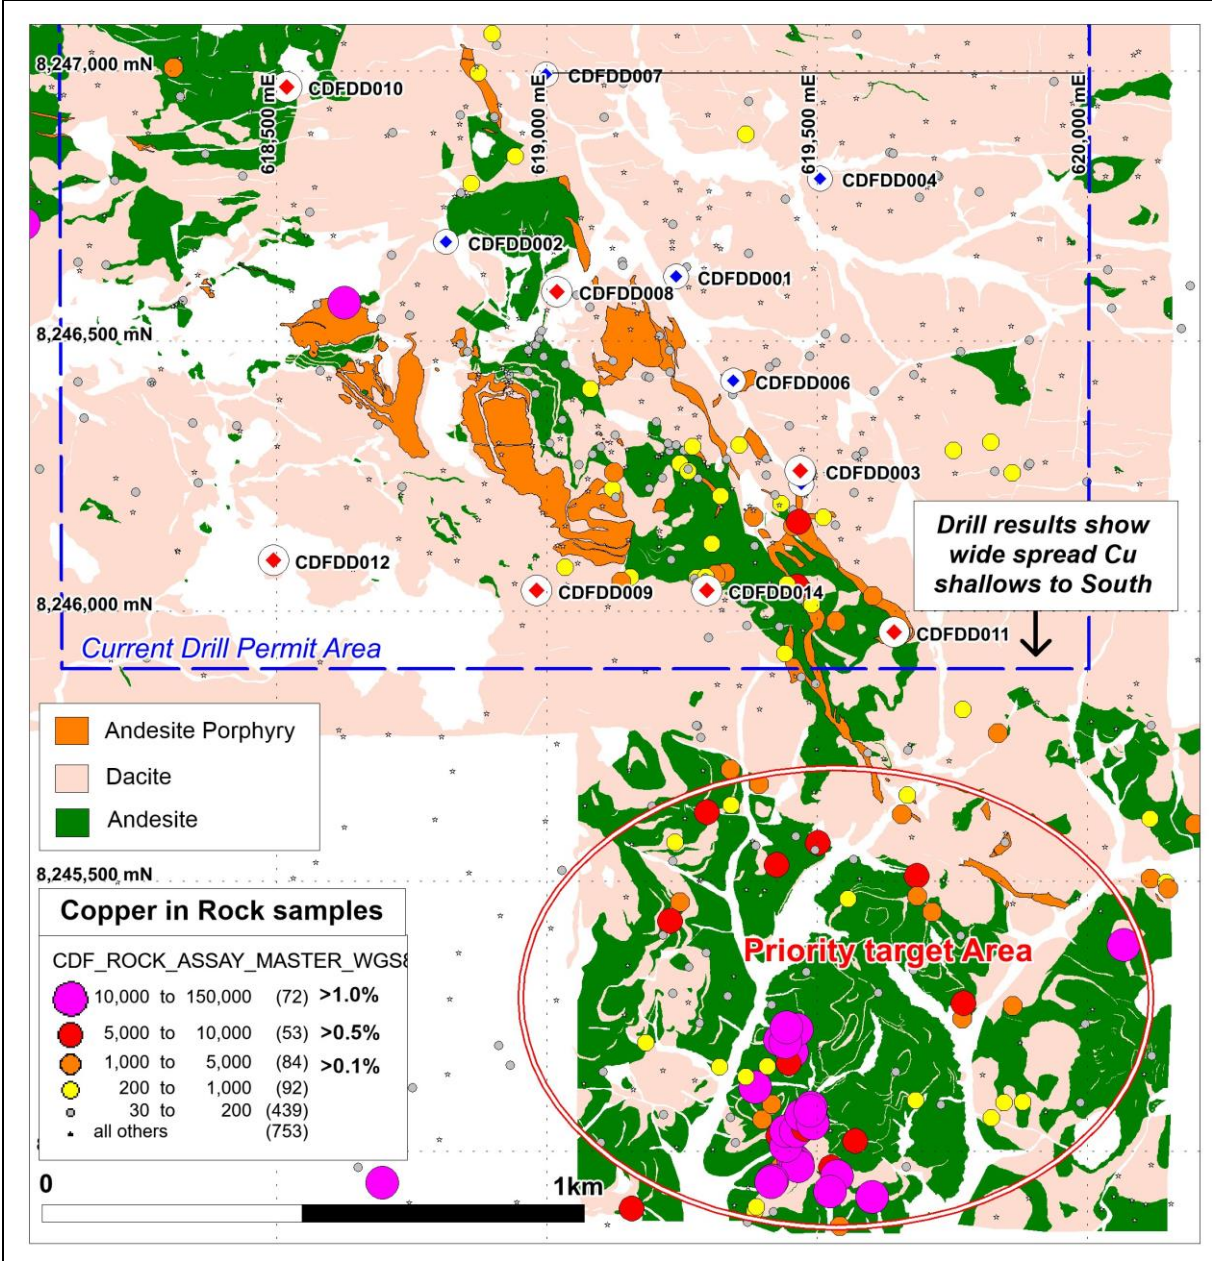 8,247,000 mN
CDFDD010
CDFDD007
618,500 mE
619,000 mE
619,500 mE
620,000 mE
CDFDD004
CDFDD002
CDFDD001
CDFDD008
8,246,500 mN
CDFDD006
CDFDD003
Drill results show
wide spread Cu
shallows to South
CDFDD012
CDFDD009
CDFDD014
8,246,000 mN
CDFDD011
Current Drill Permit Area
Andesite Porphyry
Dacite
Andesite
8,245,500 mN
Priority target Area
Copper in Rock samples
CDF_ROCK_ASSAY_MASTER_WGS8
10,000 to 150,000 (72) >1.0%
5,000 to 10,000 (53) >0.5%
1,000 to 5,000 (84) >0.1%
200 to 1,000 (92)
30 to 200 (439)
all others (753)
0 1km